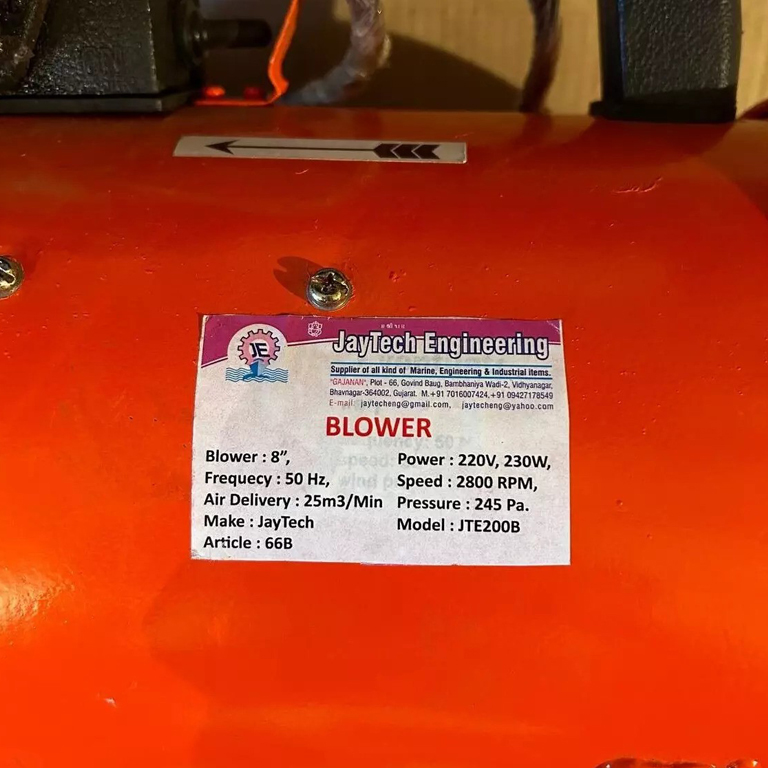 ॥ श्री १। ॥
JE
JayTech Engineering
Supplier of all kind of Marine, Engineering & Industrial items.
"GAJANAN", Plot - 66, Govind Baug, Bambhaniya Wadi-2, Vidhyanagar,
Bhavnagar-364002, Gujarat. M.+91 7016007424,+91 09427178549
E-mail: jaytecheng@gmail.com, jaytecheng@yahoo.com
BLOWER
Blower : 8”, Power : 220V, 230W,
Frequecy : 50 Hz, Speed : 2800 RPM,
Air Delivery : 25m3/Min Pressure : 245 Pa.
Make : JayTech Model : JTE200B
Article : 66B